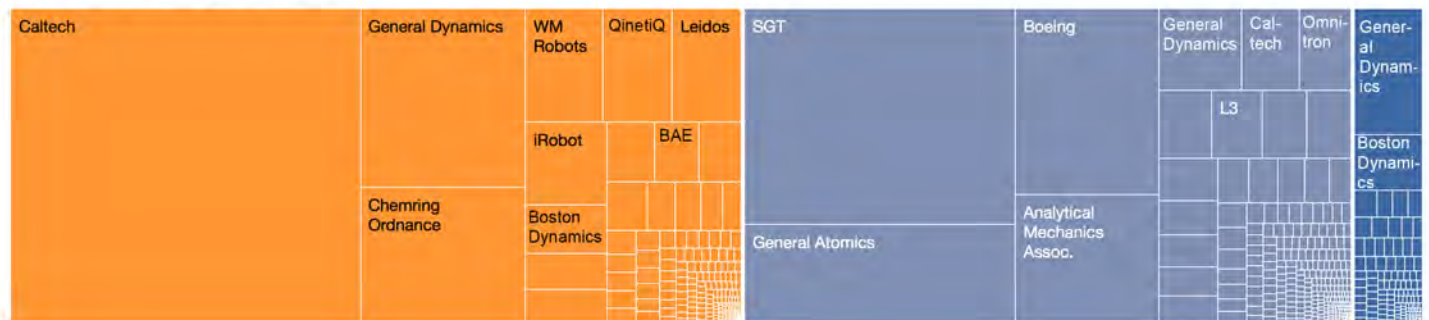 Caltech
General Dynamics
WM
Robots
QinetiQ
Leidos
iRobot
BAE
Chemring
Ordnance
Boston
Dynamics
SGT
General Atomics
Boeing
Analytical
Mechanics
Assoc.
General
Dynamics
Cal-
tech
Omni-
tron
L3
Gener-
al
Dynam-
ics
Boston
Dynami-
cs